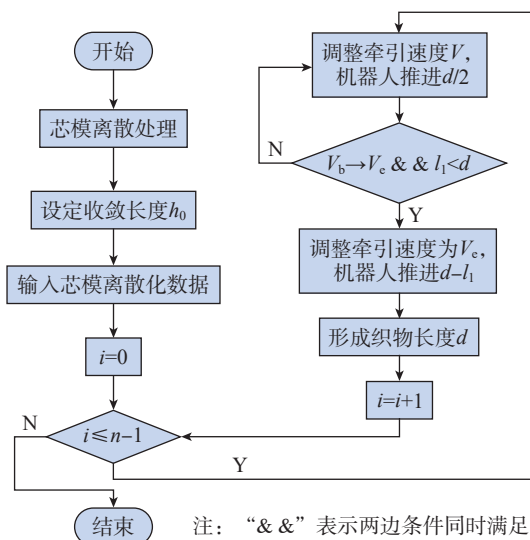 开始
芯模离散处理
设定收敛长度h₀
输入芯模离散化数据
i=0
i≤n−1
N
Y
结束
调整牵引速度V,
机器人推进d/2
N
V_b→V_e & & l₁<d
Y
调整牵引速度为V_e,
机器人推进d−l₁
形成织物长度d
i=i+1
注：“& &”表示两边条件同时满足